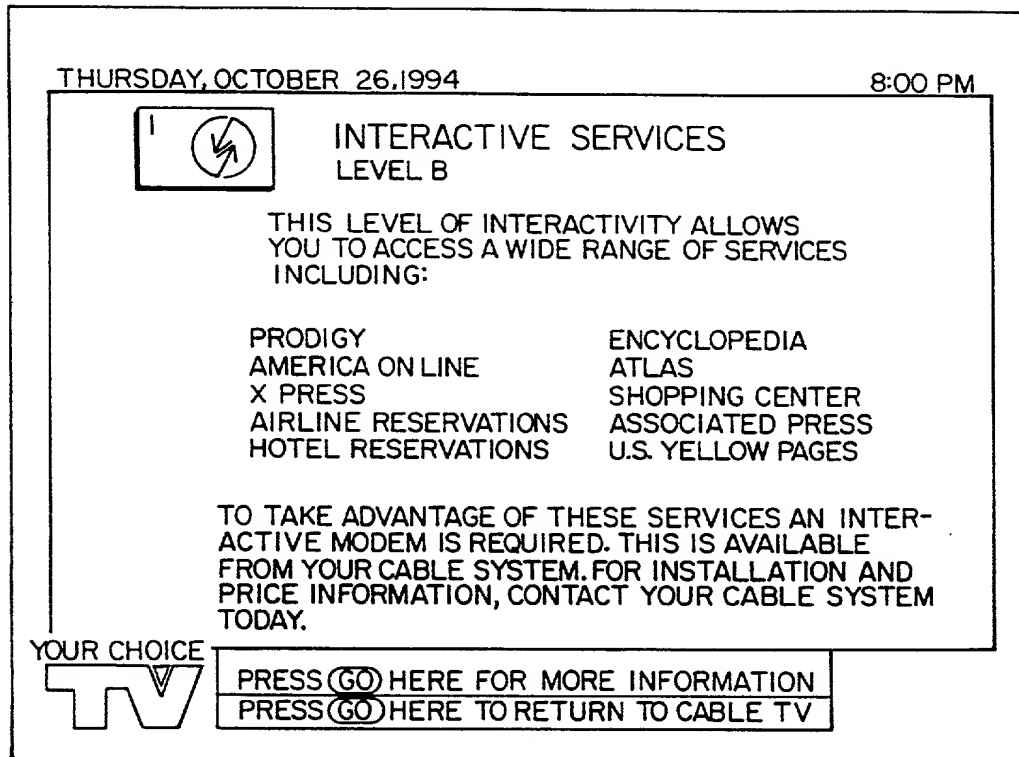 THURSDAY, OCTOBER 26,1994 8:00 PM
1
INTERACTIVE SERVICES
LEVEL B
THIS LEVEL OF INTERACTIVITY ALLOWS
YOU TO ACCESS A WIDE RANGE OF SERVICES
INCLUDING:
PRODIGY ENCYCLOPEDIA
AMERICA ON LINE ATLAS
X PRESS SHOPPING CENTER
AIRLINE RESERVATIONS ASSOCIATED PRESS
HOTEL RESERVATIONS U.S. YELLOW PAGES
TO TAKE ADVANTAGE OF THESE SERVICES AN INTER-
ACTIVE MODEM IS REQUIRED. THIS IS AVAILABLE
FROM YOUR CABLE SYSTEM. FOR INSTALLATION AND
PRICE INFORMATION, CONTACT YOUR CABLE SYSTEM
TODAY.
YOUR CHOICE
TV
PRESS GO HERE FOR MORE INFORMATION
PRESS GO HERE TO RETURN TO CABLE TV